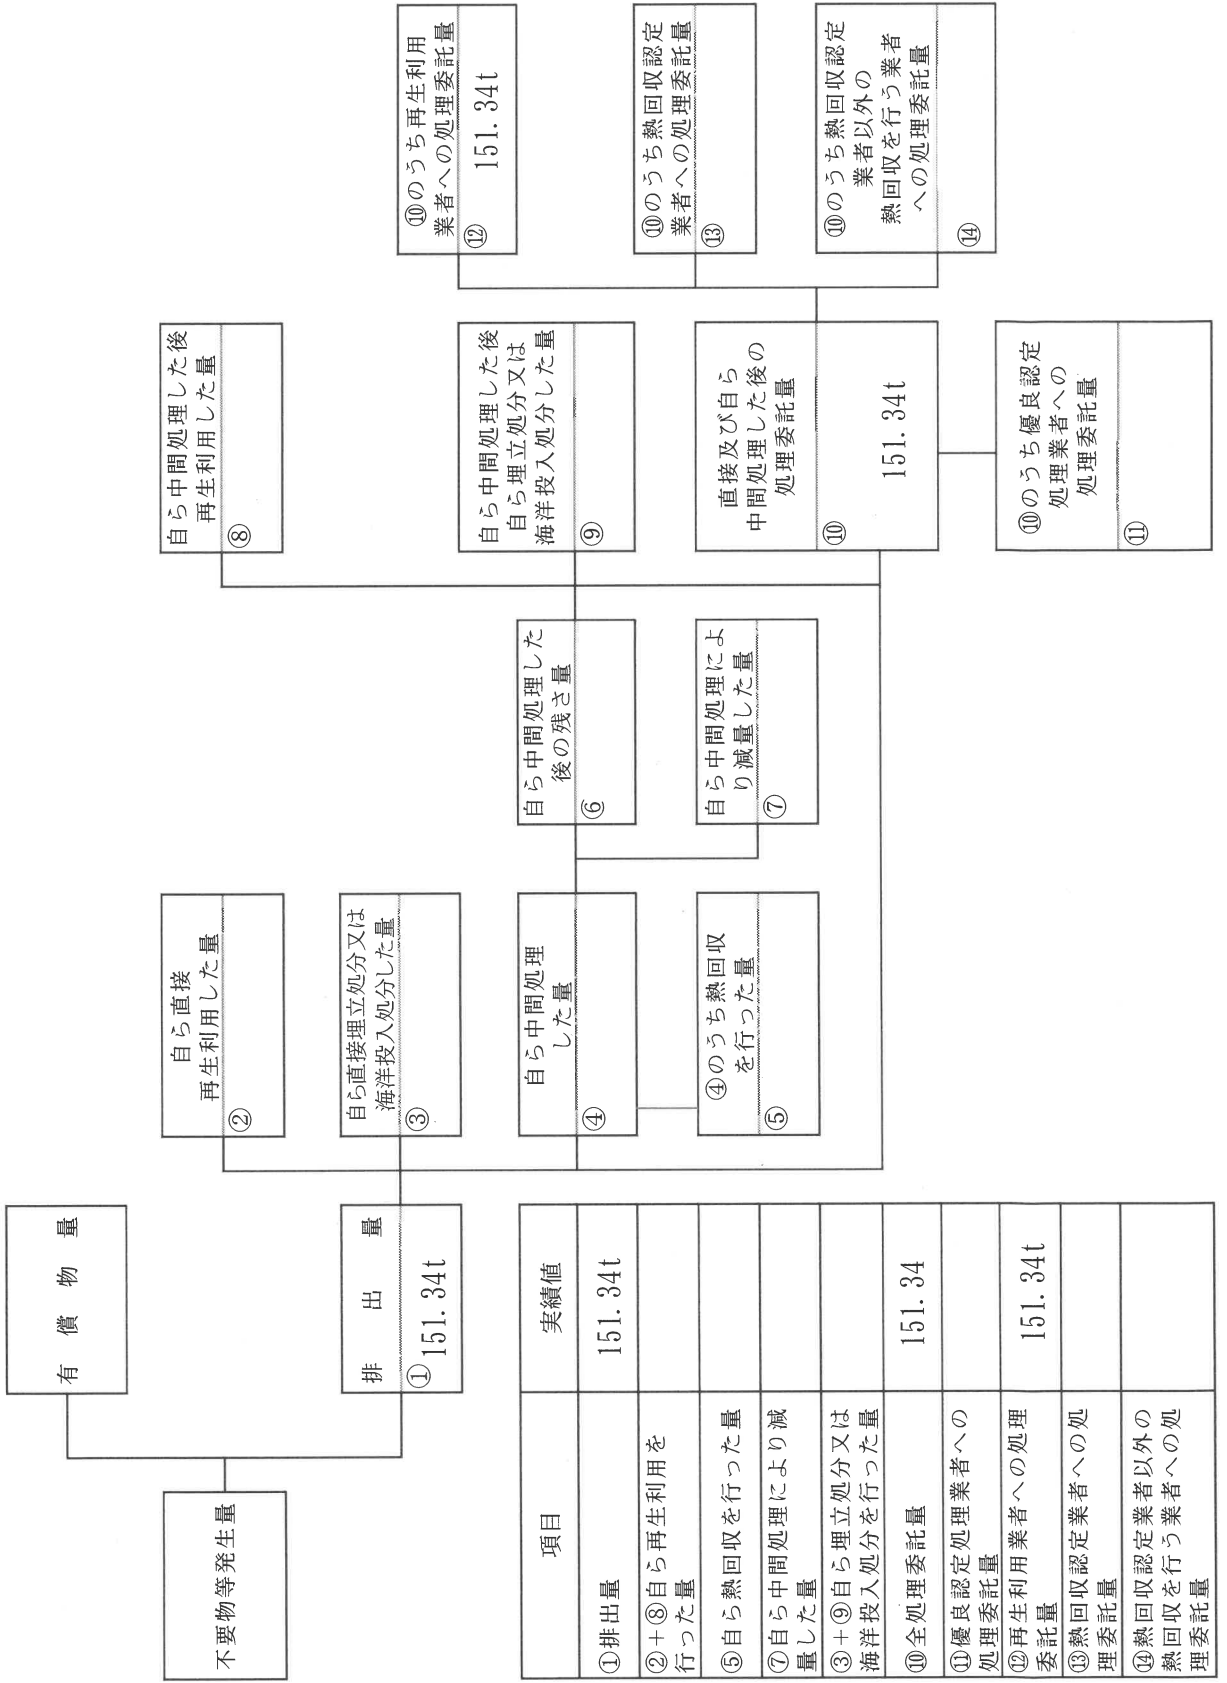 不要物等発生量
有償物量
排出量
①
151.34t
自ら直接
再生利用した量
②
自ら直接埋立処分又は
海洋投入処分した量
③
自ら中間処理
した量
④
④のうち熱回収
を行った量
⑤
自ら中間処理した
後の残さ量
⑥
自ら中間処理によ
り減量した量
⑦
自ら中間処理した後
再生利用した量
⑧
自ら中間処理した後
自ら埋立処分又は
海洋投入処分した量
⑨
直接及び自ら
中間処理した後の
処理委託量
⑩
151.34t
⑩のうち優良認定
処理業者への
処理委託量
⑪
⑩のうち再生利用
業者への処理委託量
⑫
151.34t
⑩のうち熱回収認定
業者への処理委託量
⑬
⑩のうち熱回収認定
業者以外の
熱回収を行う業者
への処理委託量
⑭
項目 実績値
①排出量 151.34t
②+⑧自ら再生利用を
行った量
⑤自ら熱回収を行った量
⑦自ら中間処理により減
量した量
③+⑨自ら埋立処分又は
海洋投入処分を行った量
⑩全処理委託量 151.34
⑪優良認定処理業者への
処理委託量
⑫再生利用業者への処理
委託量 151.34t
⑬熱回収認定業者への処
理委託量
⑭熱回収認定業者以外の
熱回収を行う業者への処
理委託量